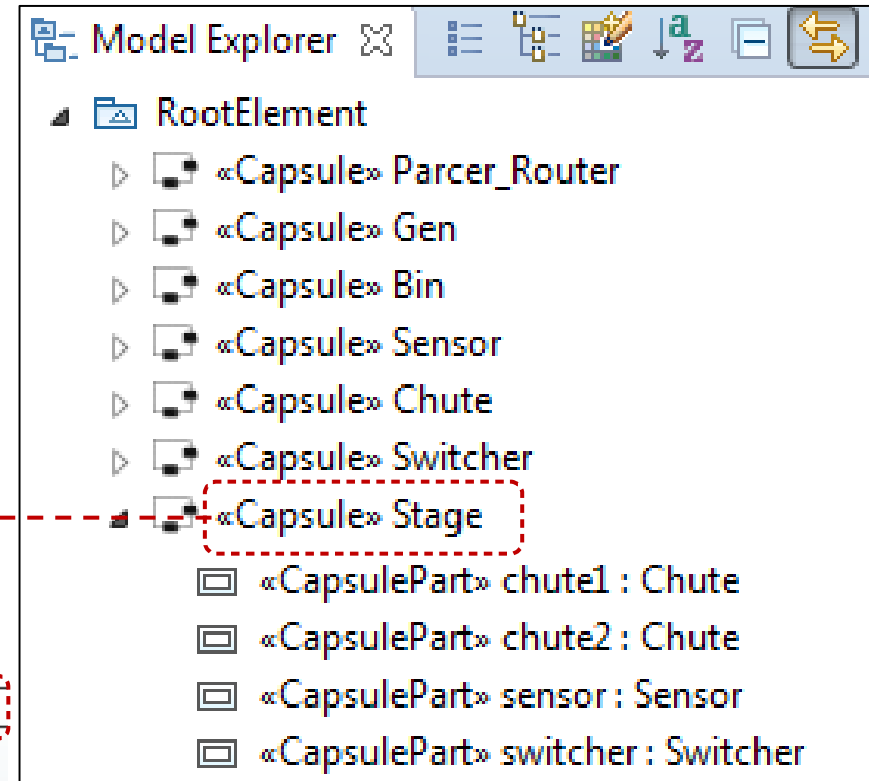 Model Explorer
RootElement
«Capsule» Parcer_Router
«Capsule» Gen
«Capsule» Bin
«Capsule» Sensor
«Capsule» Chute
«Capsule» Switcher
«Capsule» Stage
«CapsulePart» chute1 : Chute
«CapsulePart» chute2 : Chute
«CapsulePart» sensor : Sensor
«CapsulePart» switcher : Switcher